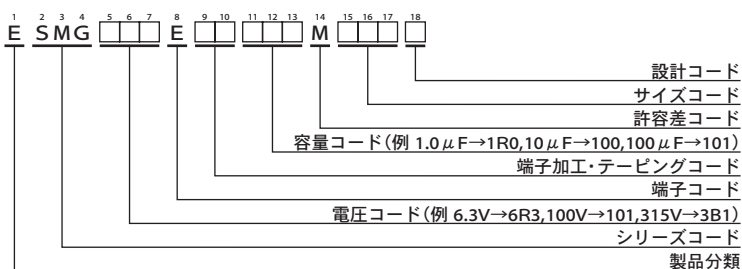 1 2 3 4 5 6 7 8 9 10 11 12 13 14 15 16 17 18
E SMG □□□ E □□ □□□ M □□□ □
設計コード
サイズコード
許容差コード
容量コード(例 1.0μF→1R0,10μF→100,100μF→101)
端子加工・テーピングコード
端子コード
電圧コード(例 6.3V→6R3,100V→101,315V→3B1)
シリーズコード
製品分類